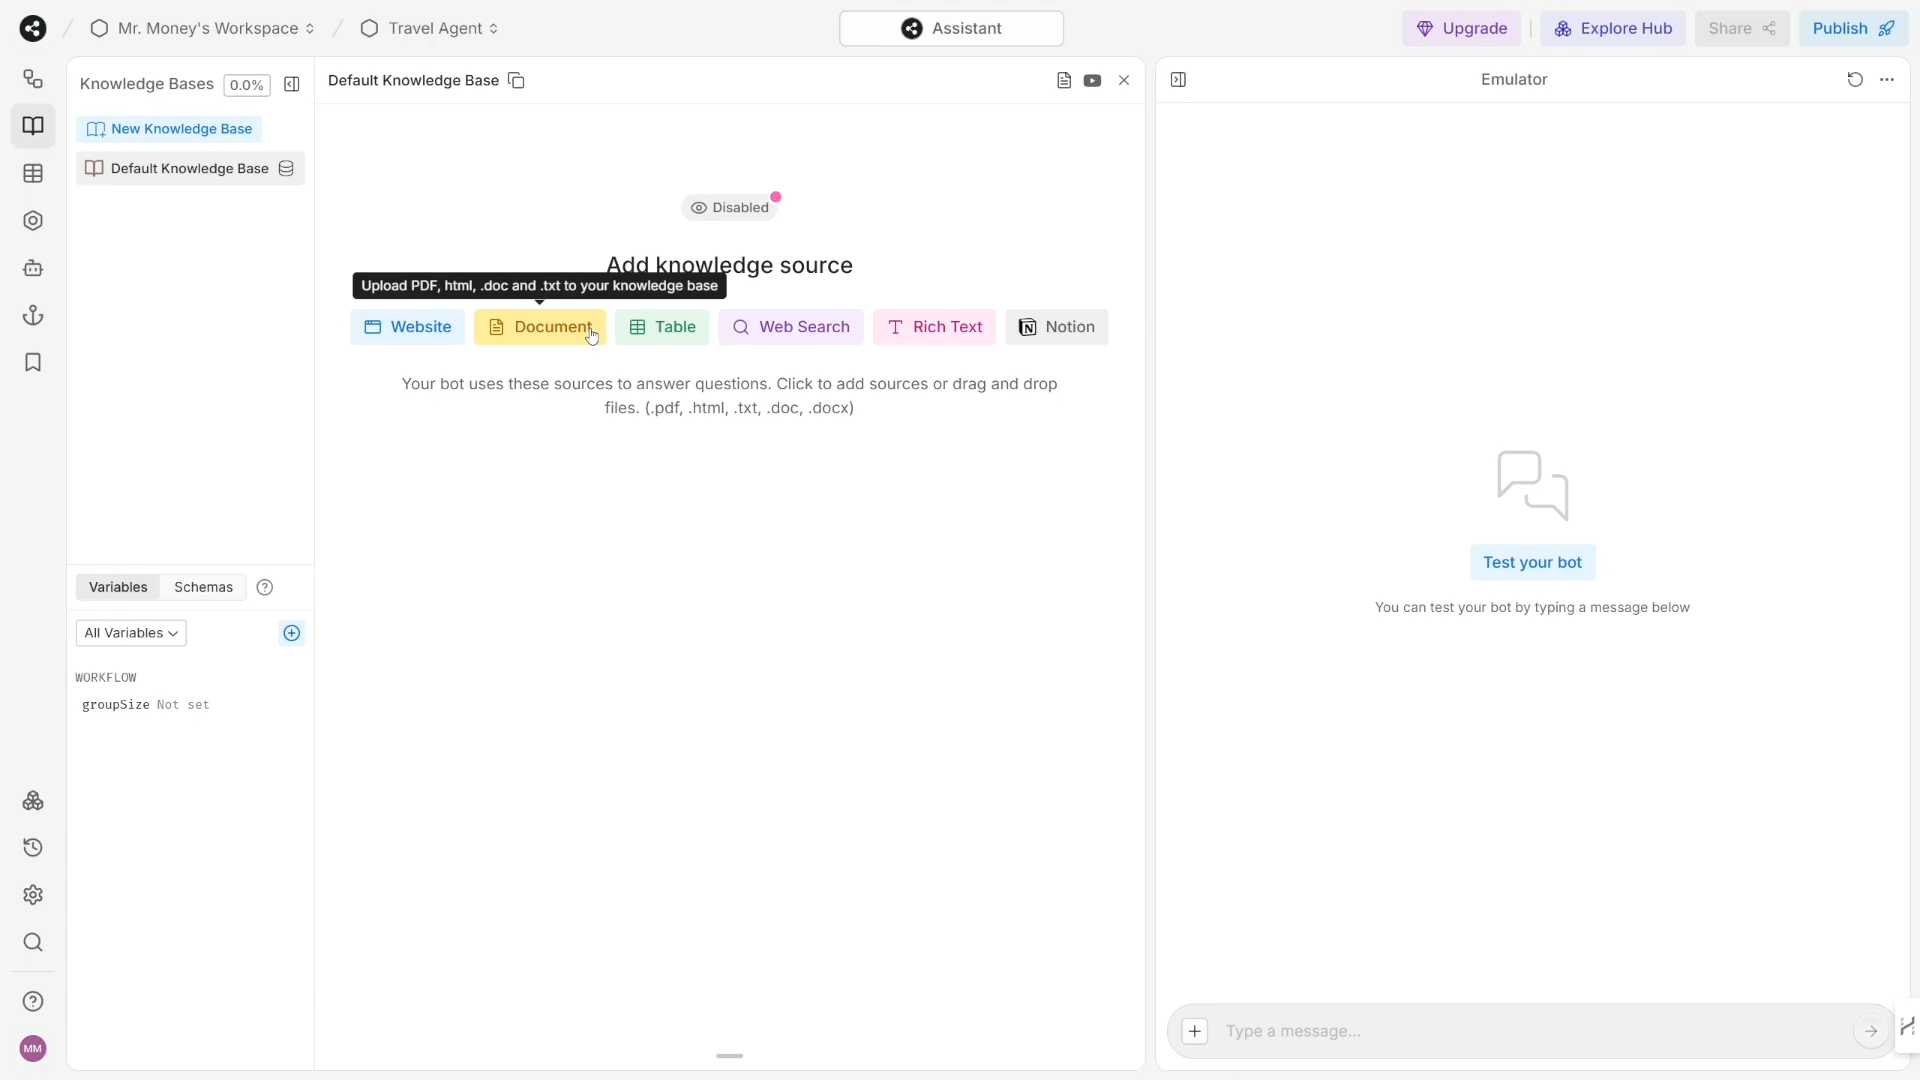 Mr. Money's Workspace
Travel Agent
Assistant
Upgrade
Explore Hub
Share
Publish
Knowledge Bases
0.0%
New Knowledge Base
Default Knowledge Base
Variables
Schemas
All Variables
WORKFLOW
groupSize Not set
MM
Default Knowledge Base
Disabled
Add knowledge source
Upload PDF, html, .doc and .txt to your knowledge base
Website
Document
Table
Web Search
Rich Text
Notion
Your bot uses these sources to answer questions. Click to add sources or drag and drop
files. (.pdf, .html, .txt, .doc, .docx)
Emulator
Test your bot
You can test your bot by typing a message below
Type a message...